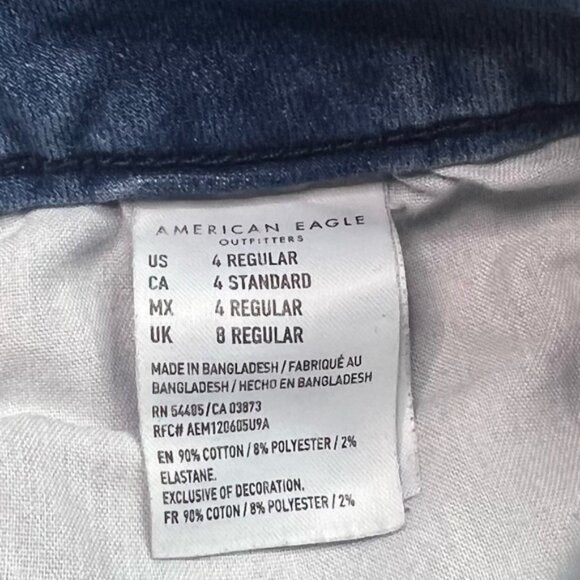 AMERICAN EAGLE
OUTFITTERS
US 4 REGULAR
CA 4 STANDARD
MX 4 REGULAR
UK 8 REGULAR
MADE IN BANGLADESH / FABRIQUÉ AU
BANGLADESH / HECHO EN BANGLADESH
RN 54485/CA 03873
RFC# AEM120605U9A
EN 90% COTTON / 8% POLYESTER / 2%
ELASTANE.
EXCLUSIVE OF DECORATION.
FR 90% COTON / 8% POLYESTER / 2%